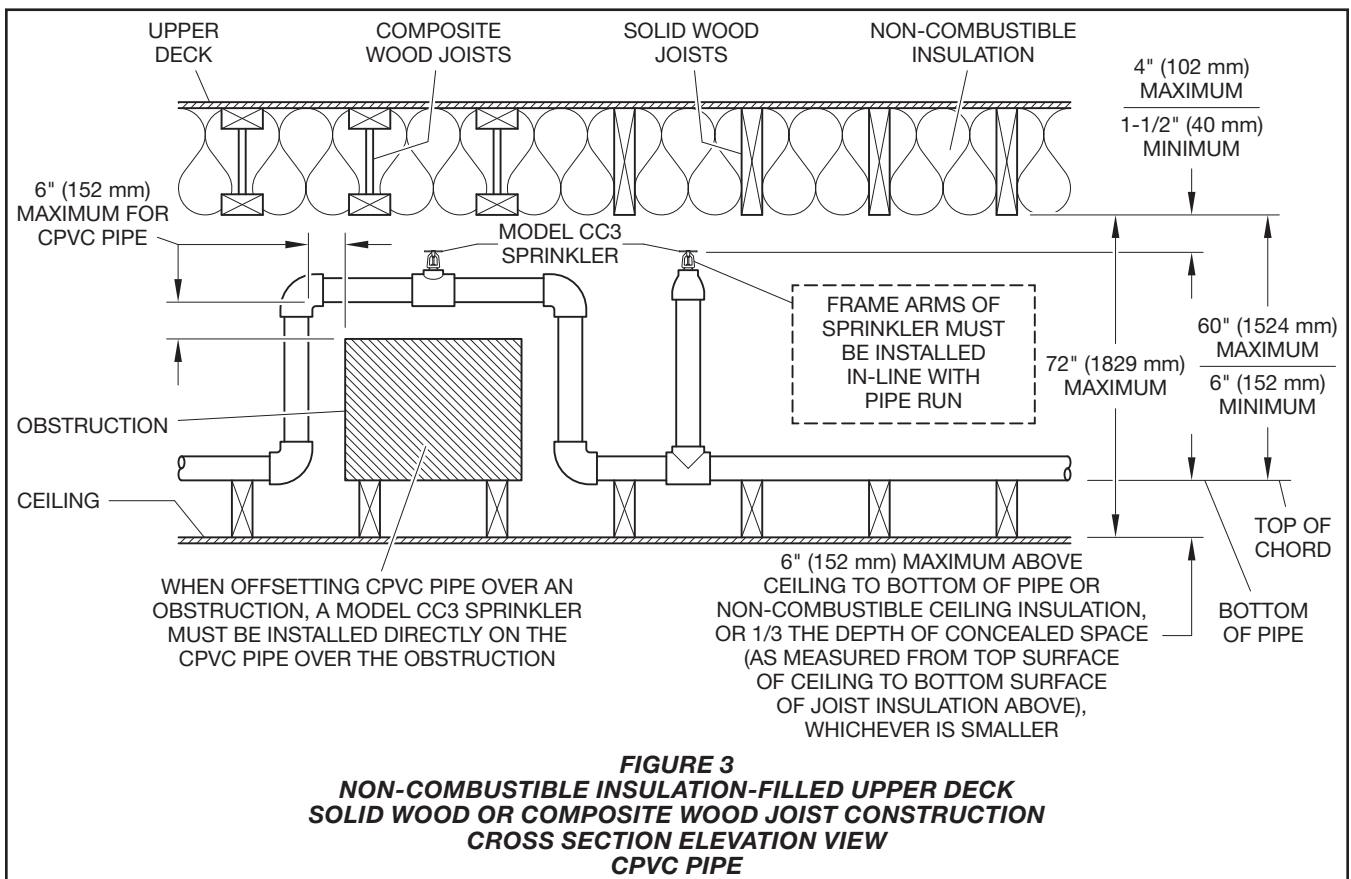 UPPER
DECK
COMPOSITE
WOOD JOISTS
SOLID WOOD
JOISTS
NON-COMBUSTIBLE
INSULATION
4" (102 mm)
MAXIMUM
1-1/2" (40 mm)
MINIMUM
6" (152 mm)
MAXIMUM FOR
CPVC PIPE
MODEL CC3
SPRINKLER
FRAME ARMS OF
SPRINKLER MUST
BE INSTALLED
IN-LINE WITH
PIPE RUN
72" (1829 mm)
MAXIMUM
60" (1524 mm)
MAXIMUM
6" (152 mm)
MINIMUM
OBSTRUCTION
CEILING
TOP OF
CHORD
BOTTOM
OF PIPE
WHEN OFFSETTING CPVC PIPE OVER AN
OBSTRUCTION, A MODEL CC3 SPRINKLER
MUST BE INSTALLED DIRECTLY ON THE
CPVC PIPE OVER THE OBSTRUCTION
6" (152 mm) MAXIMUM ABOVE
CEILING TO BOTTOM OF PIPE OR
NON-COMBUSTIBLE CEILING INSULATION,
OR 1/3 THE DEPTH OF CONCEALED SPACE
(AS MEASURED FROM TOP SURFACE
OF CEILING TO BOTTOM SURFACE
OF JOIST INSULATION ABOVE),
WHICHEVER IS SMALLER
FIGURE 3
NON-COMBUSTIBLE INSULATION-FILLED UPPER DECK
SOLID WOOD OR COMPOSITE WOOD JOIST CONSTRUCTION
CROSS SECTION ELEVATION VIEW
CPVC PIPE